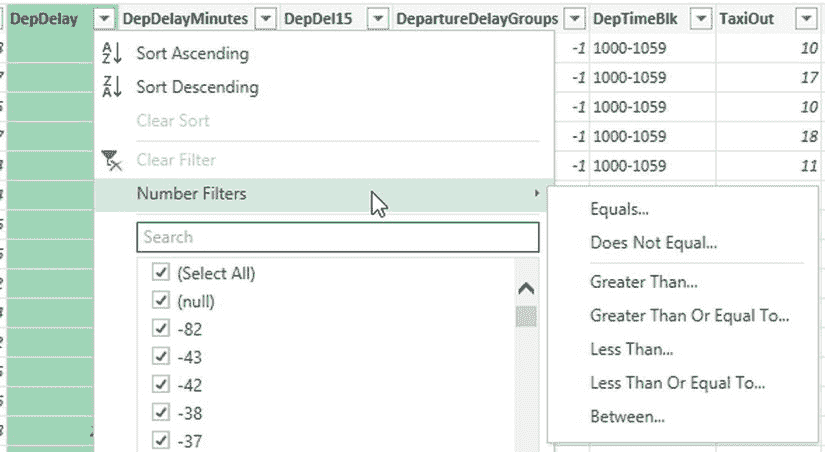 DepDelay DepDelayMinutes DepDel15 DepartureDelayGroups DepTimeBlk TaxiOut
Sort Ascending
Sort Descending
Clear Sort
Clear Filter
Number Filters
Search
(Select All)
(null)
-82
-43
-42
-38
-37
-1 1000-1059 10
-1 1000-1059 17
-1 1000-1059 10
-1 1000-1059 18
-1 1000-1059 11
Equals...
Does Not Equal...
Greater Than...
Greater Than Or Equal To...
Less Than...
Less Than Or Equal To...
Between...